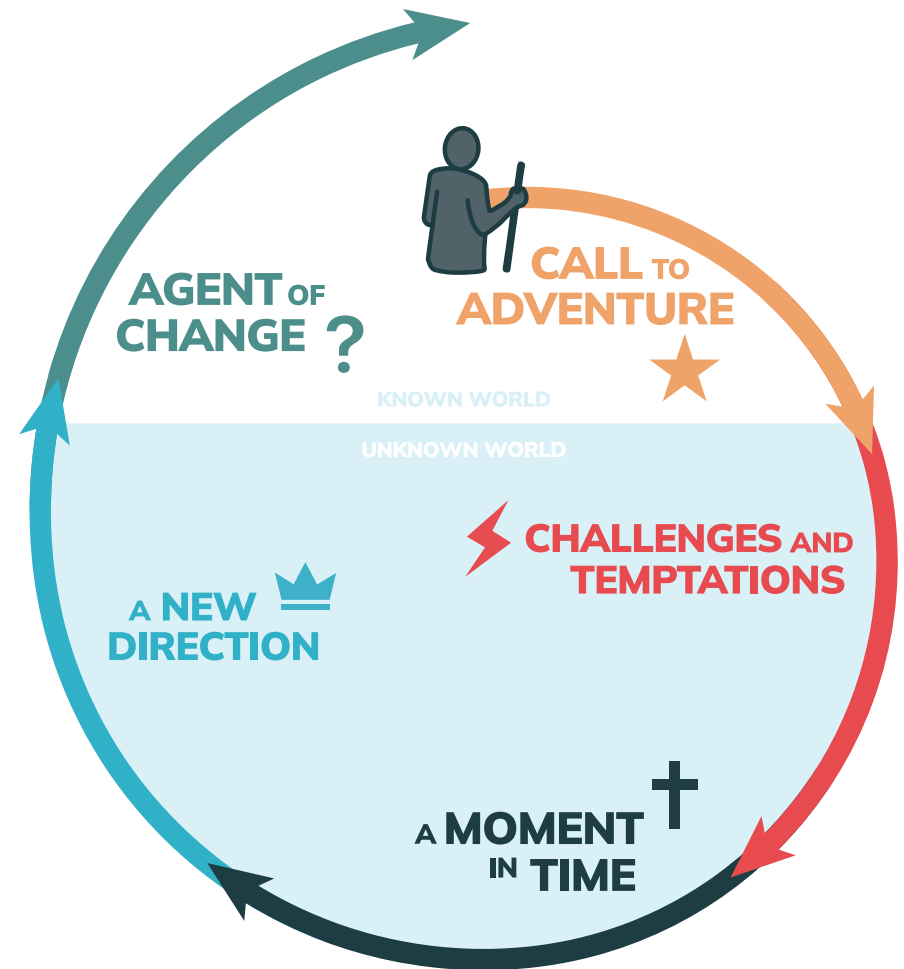 CALL TO
ADVENTURE
AGENT OF
CHANGE ?
KNOWN WORLD
UNKNOWN WORLD
CHALLENGES AND
TEMPTATIONS
A NEW
DIRECTION
A MOMENT
IN TIME